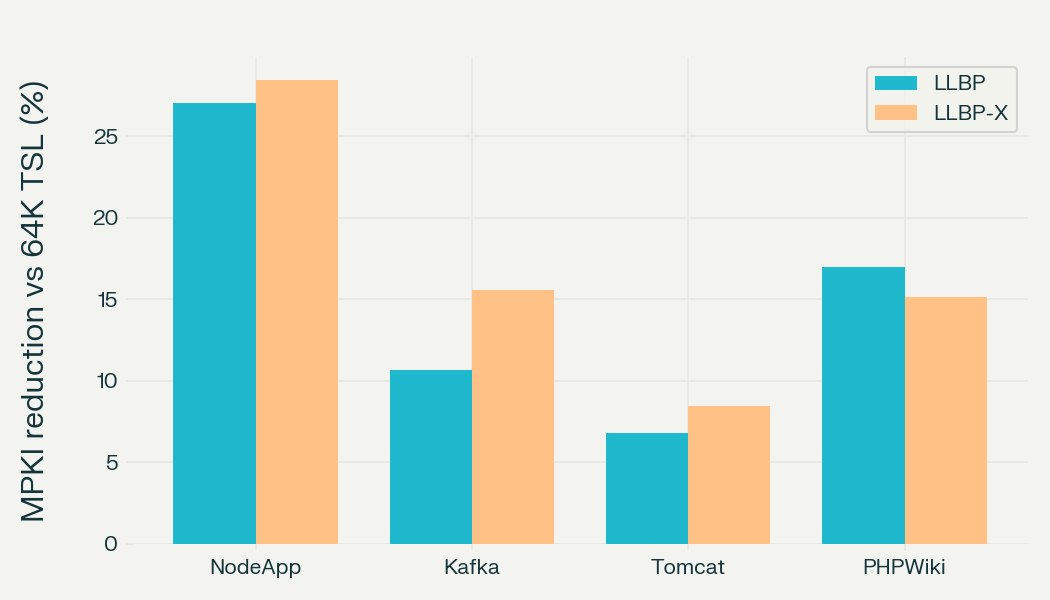 MPKI reduction vs 64K TSL (%)
25
20
15
10
5
0
NodeApp
Kafka
Tomcat
PHPWiki
LLBP
LLBP-X